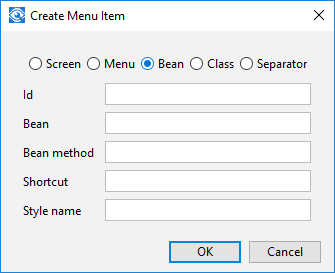 Create Menu Item
Screen Menu Bean Class Separator
Id
Bean
Bean method
Shortcut
Style name
OK Cancel